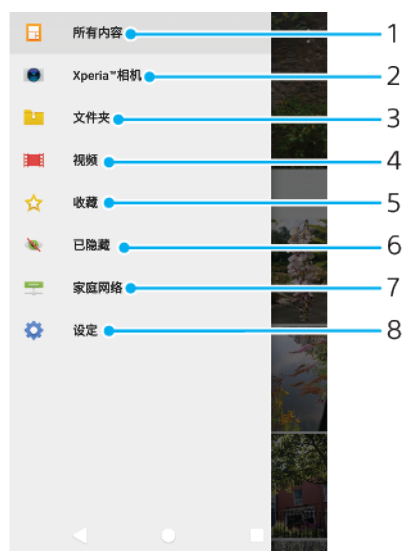 所有内容 1
Xperia™相机 2
文件夹 3
视频 4
收藏 5
已隐藏 6
家庭网络 7
设定 8